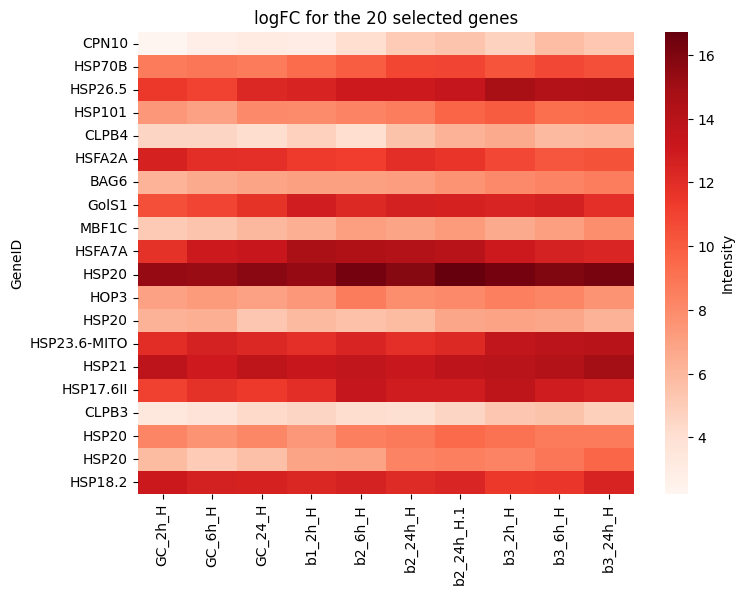 logFC for the 20 selected genes
GeneID
CPN10
HSP70B
HSP26.5
HSP101
CLPB4
HSFA2A
BAG6
GolS1
MBF1C
HSFA7A
HSP20
HOP3
HSP20
HSP23.6-MITO
HSP21
HSP17.6II
CLPB3
HSP20
HSP20
HSP18.2
GC_2h_H
GC_6h_H
GC_24_H
b1_2h_H
b2_6h_H
b2_24h_H
b2_24h_H.1
b3_2h_H
b3_6h_H
b3_24h_H
16
14
12
10
8
6
4
Intensity